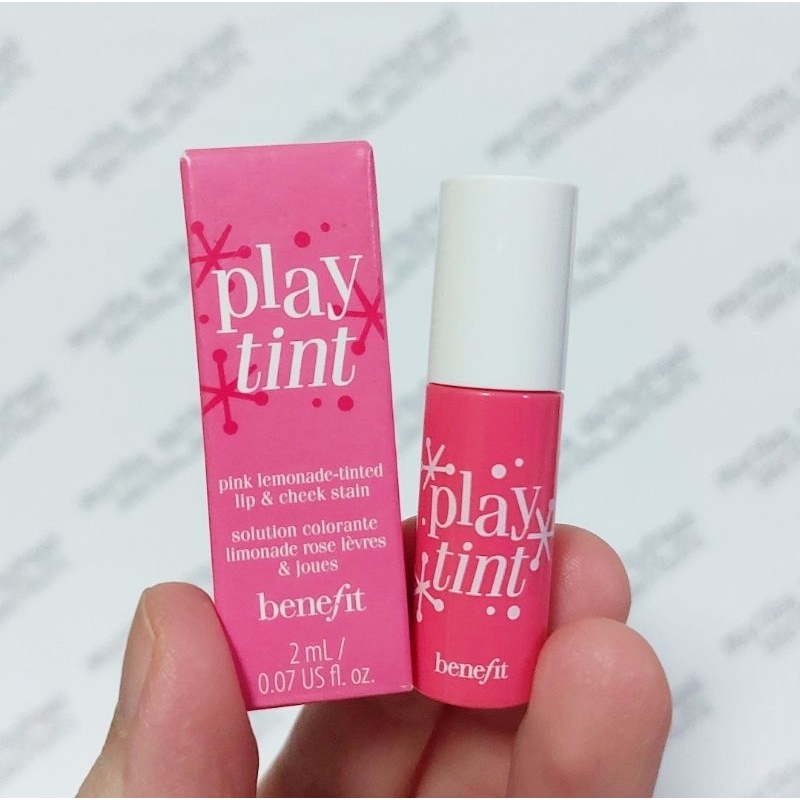 play
tint
pink lemonade-tinted
lip & cheek stain
solution colorante
limonade rose lèvres
& joues
benefit
2 mL /
0.07 US fl. oz.
play
tint
benefit